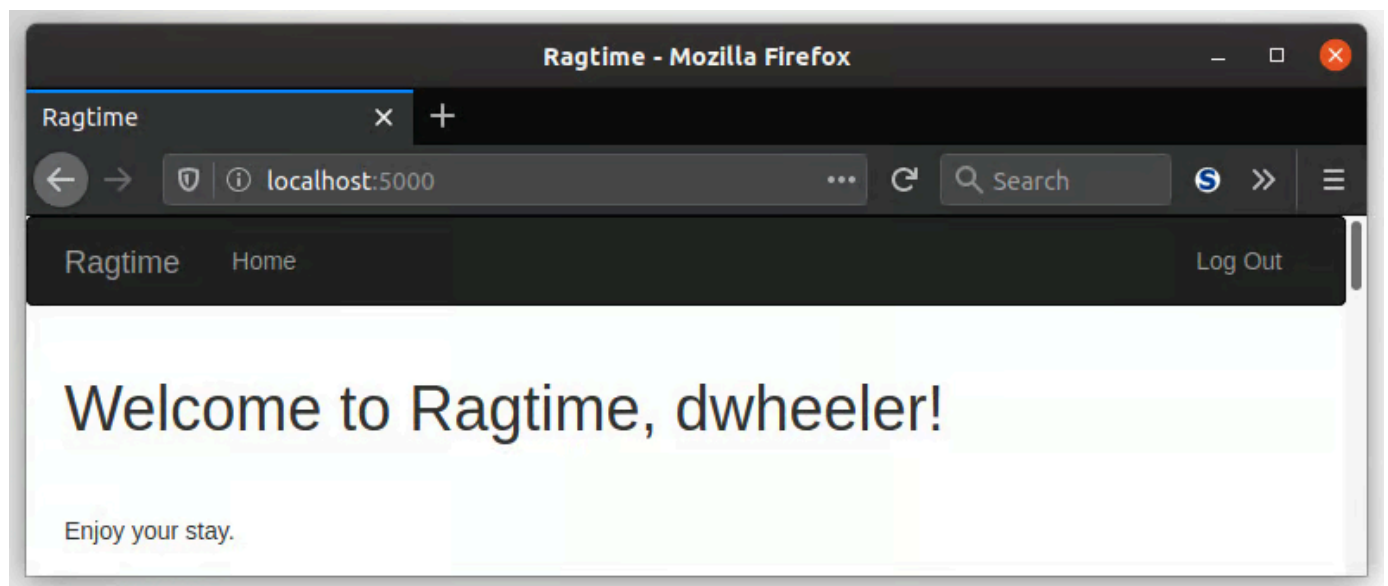 Ragtime - Mozilla Firefox
Ragtime
localhost:5000
Search
S
Ragtime Home Log Out
Welcome to Ragtime, dwheeler!
Enjoy your stay.